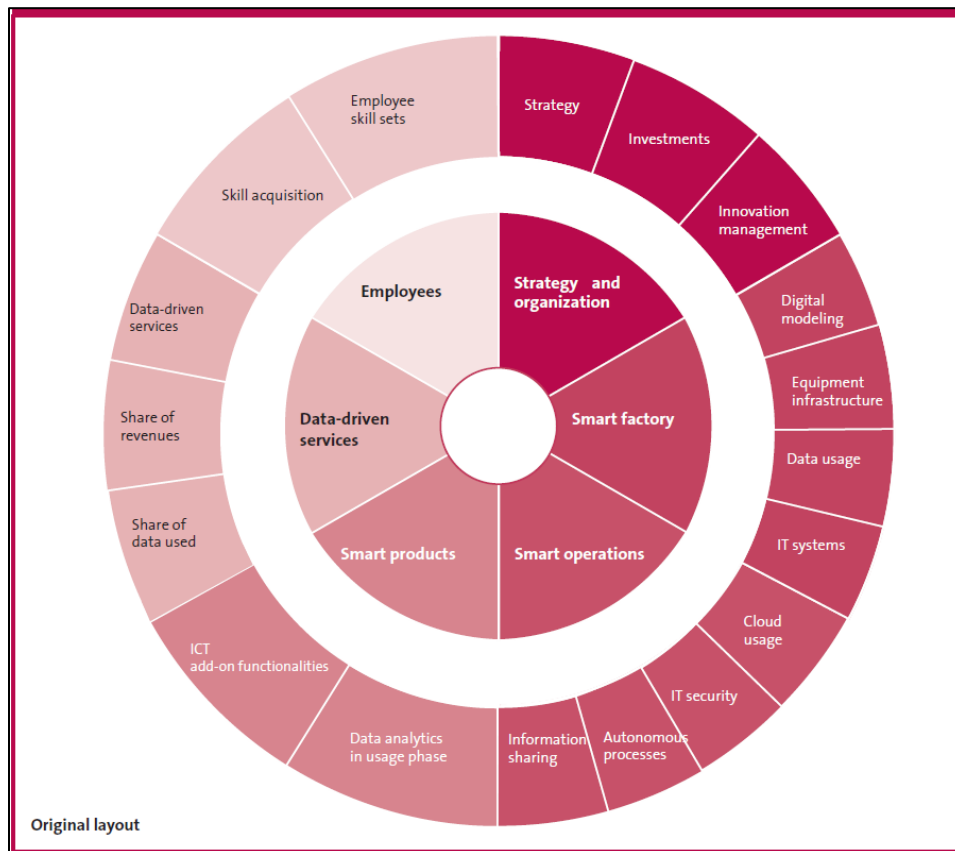 Strategy
Investments
Innovation
management
Digital
modeling
Equipment
infrastructure
Data usage
IT systems
Cloud
usage
IT security
Autonomous
processes
Information
sharing
Data analytics
in usage phase
ICT
add-on functionalities
Share of
data used
Share of
revenues
Data-driven
services
Skill acquisition
Employee
skill sets
Strategy and
organization
Smart factory
Smart operations
Smart products
Data-driven
services
Employees
Original layout